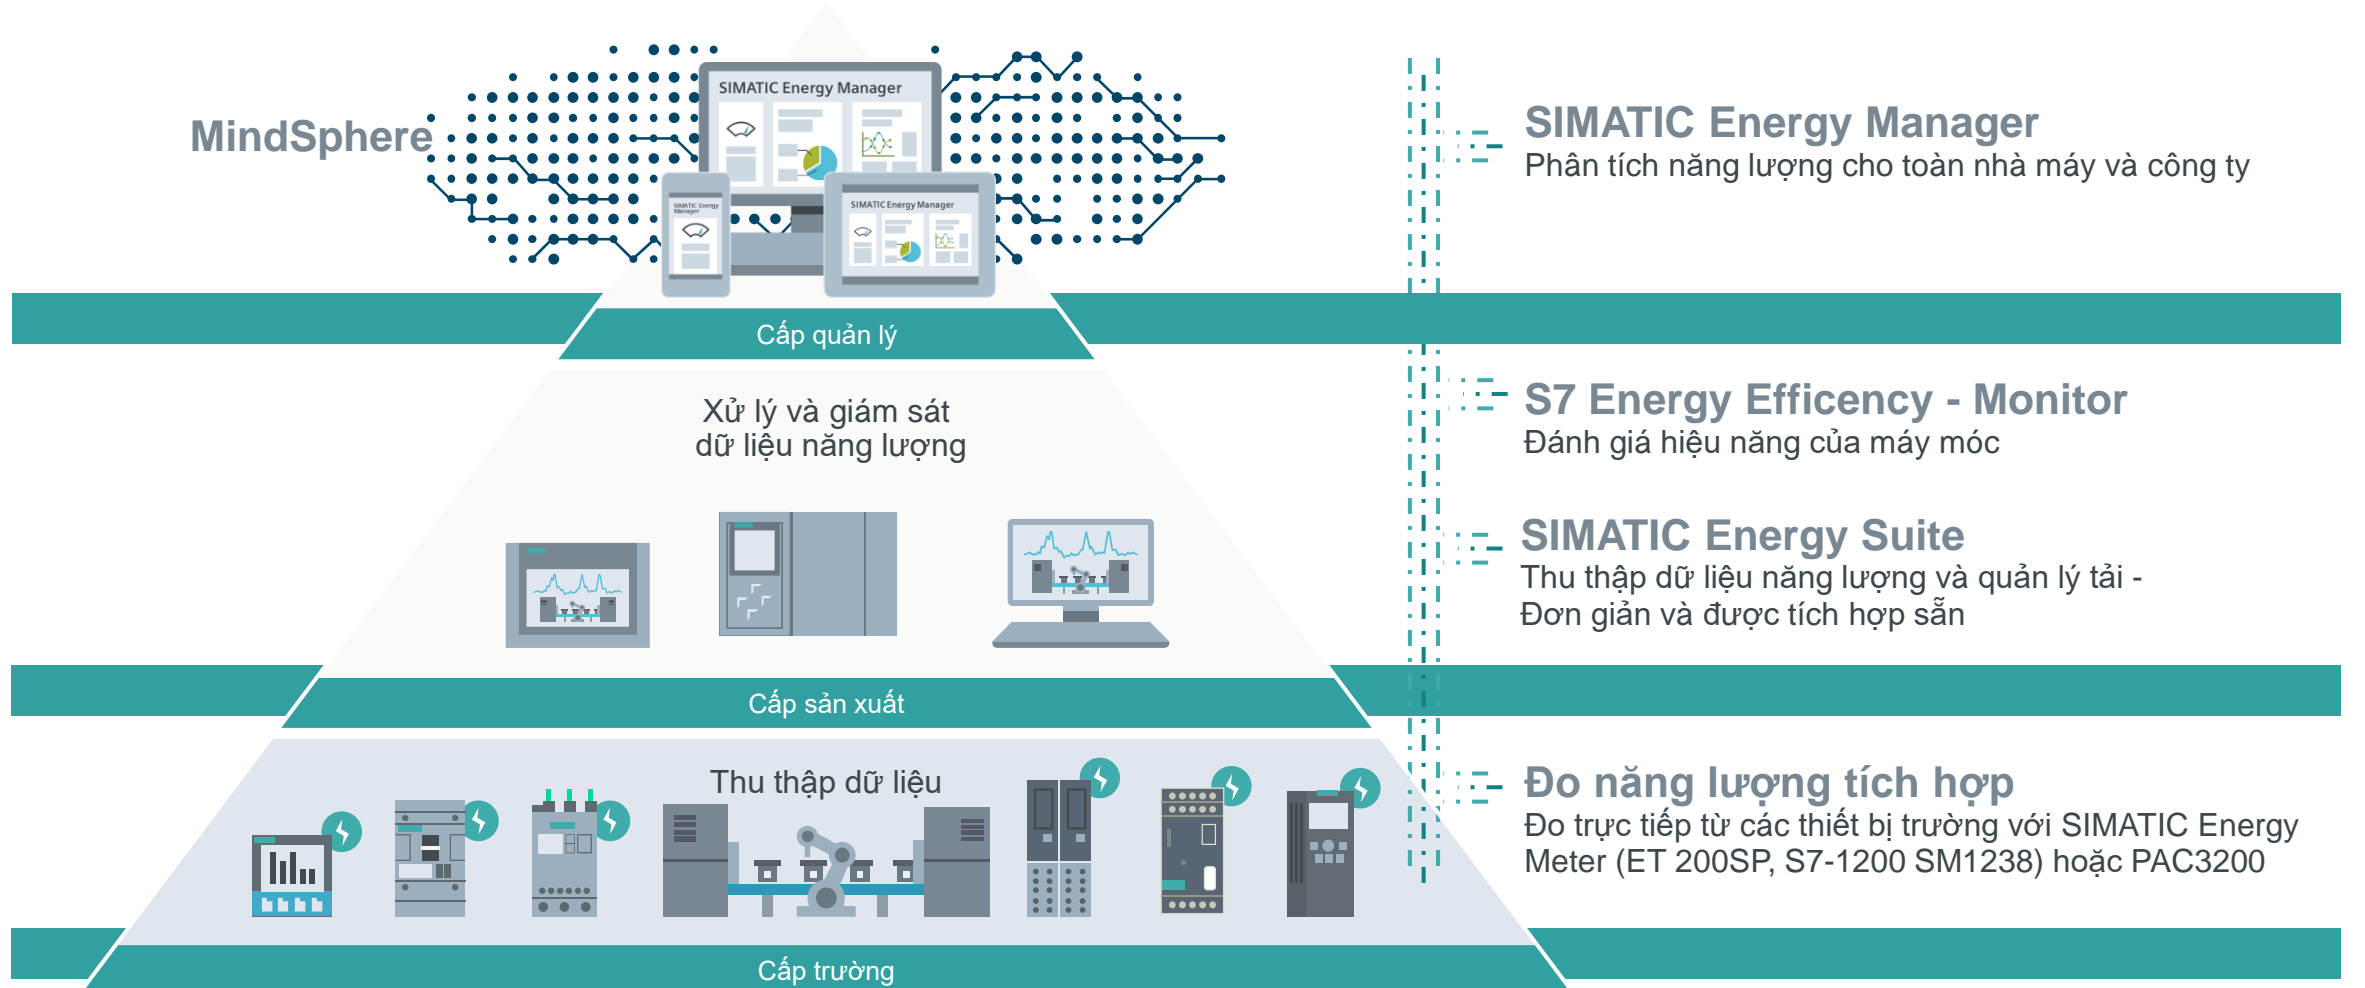 MindSphere
SIMATIC Energy Manager
SIMATIC Energy
Manager
SIMATIC Energy Manager
SIMATIC Energy Manager
Phân tích năng lượng cho toàn nhà máy và công ty
Cấp quản lý
Xử lý và giám sát
dữ liệu năng lượng
S7 Energy Efficency - Monitor
Đánh giá hiệu năng của máy móc
SIMATIC Energy Suite
Thu thập dữ liệu năng lượng và quản lý tải -
Đơn giản và được tích hợp sẵn
Cấp sản xuất
Thu thập dữ liệu
Đo năng lượng tích hợp
Đo trực tiếp từ các thiết bị trường với SIMATIC Energy
Meter (ET 200SP, S7-1200 SM1238) hoặc PAC3200
Cấp trường